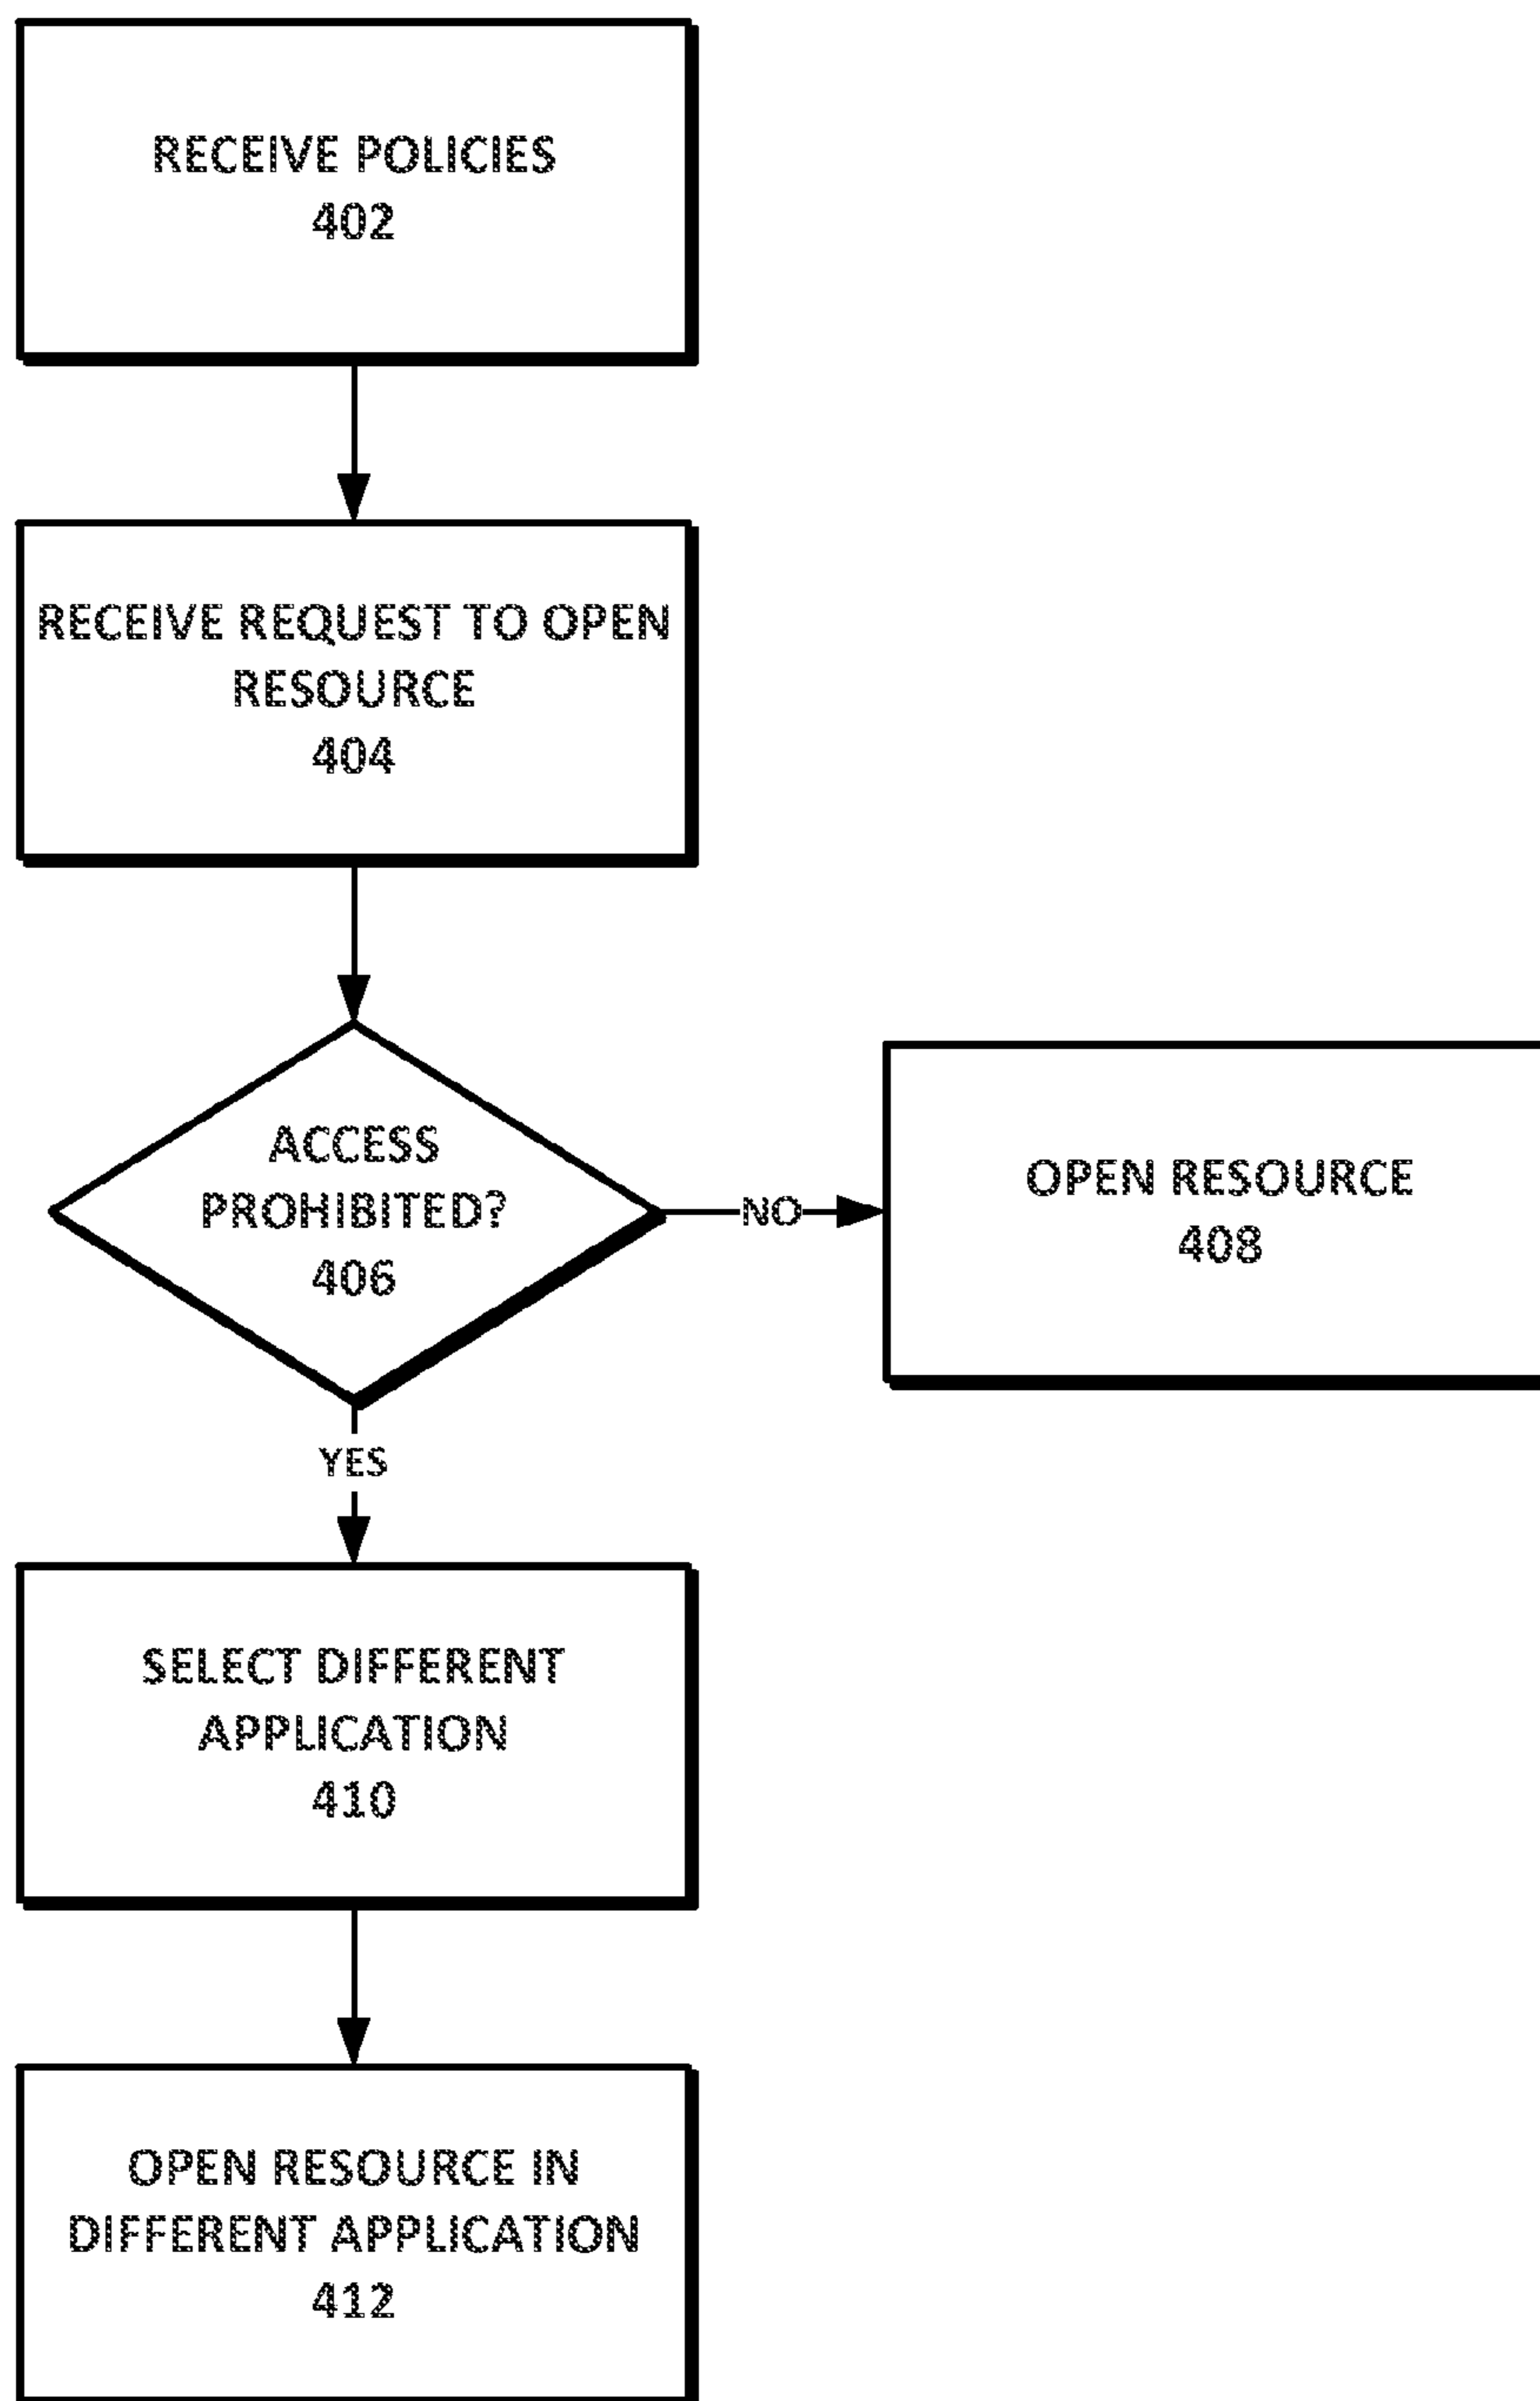 RECEIVE POLICIES
402
RECEIVE REQUEST TO OPEN
RESOURCE
404
ACCESS
PROHIBITED?
406
NO
OPEN RESOURCE
408
YES
SELECT DIFFERENT
APPLICATION
410
OPEN RESOURCE IN
DIFFERENT APPLICATION
412